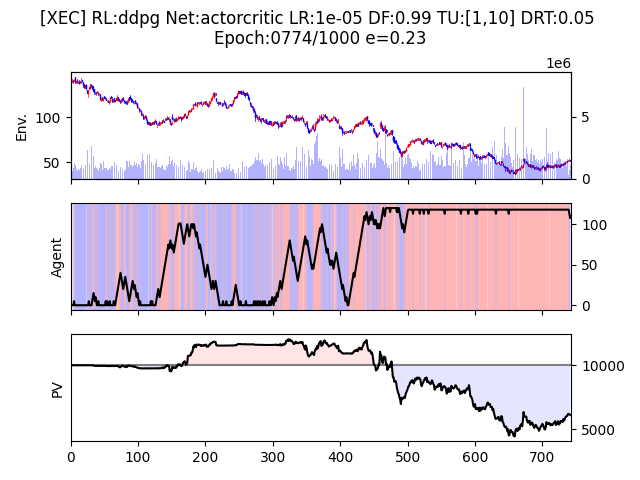 [XEC] RL:ddpg Net:actorcritic LR:1e-05 DF:0.99 TU:[1,10] DRT:0.05
Epoch:0774/1000 e=0.23
1e6
Env.
100
50
5
0
Agent
100
50
0
PV
10000
5000
0 100 200 300 400 500 600 700